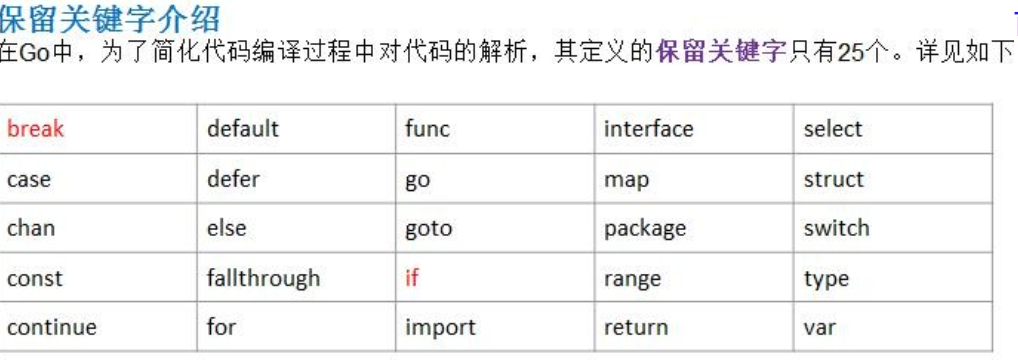 保留关键字介绍
在Go中，为了简化代码编译过程中对代码的解析，其定义的保留关键字只有25个。详见如下
break default func interface select
case defer go map struct
chan else goto package switch
const fallthrough if range type
continue for import return var